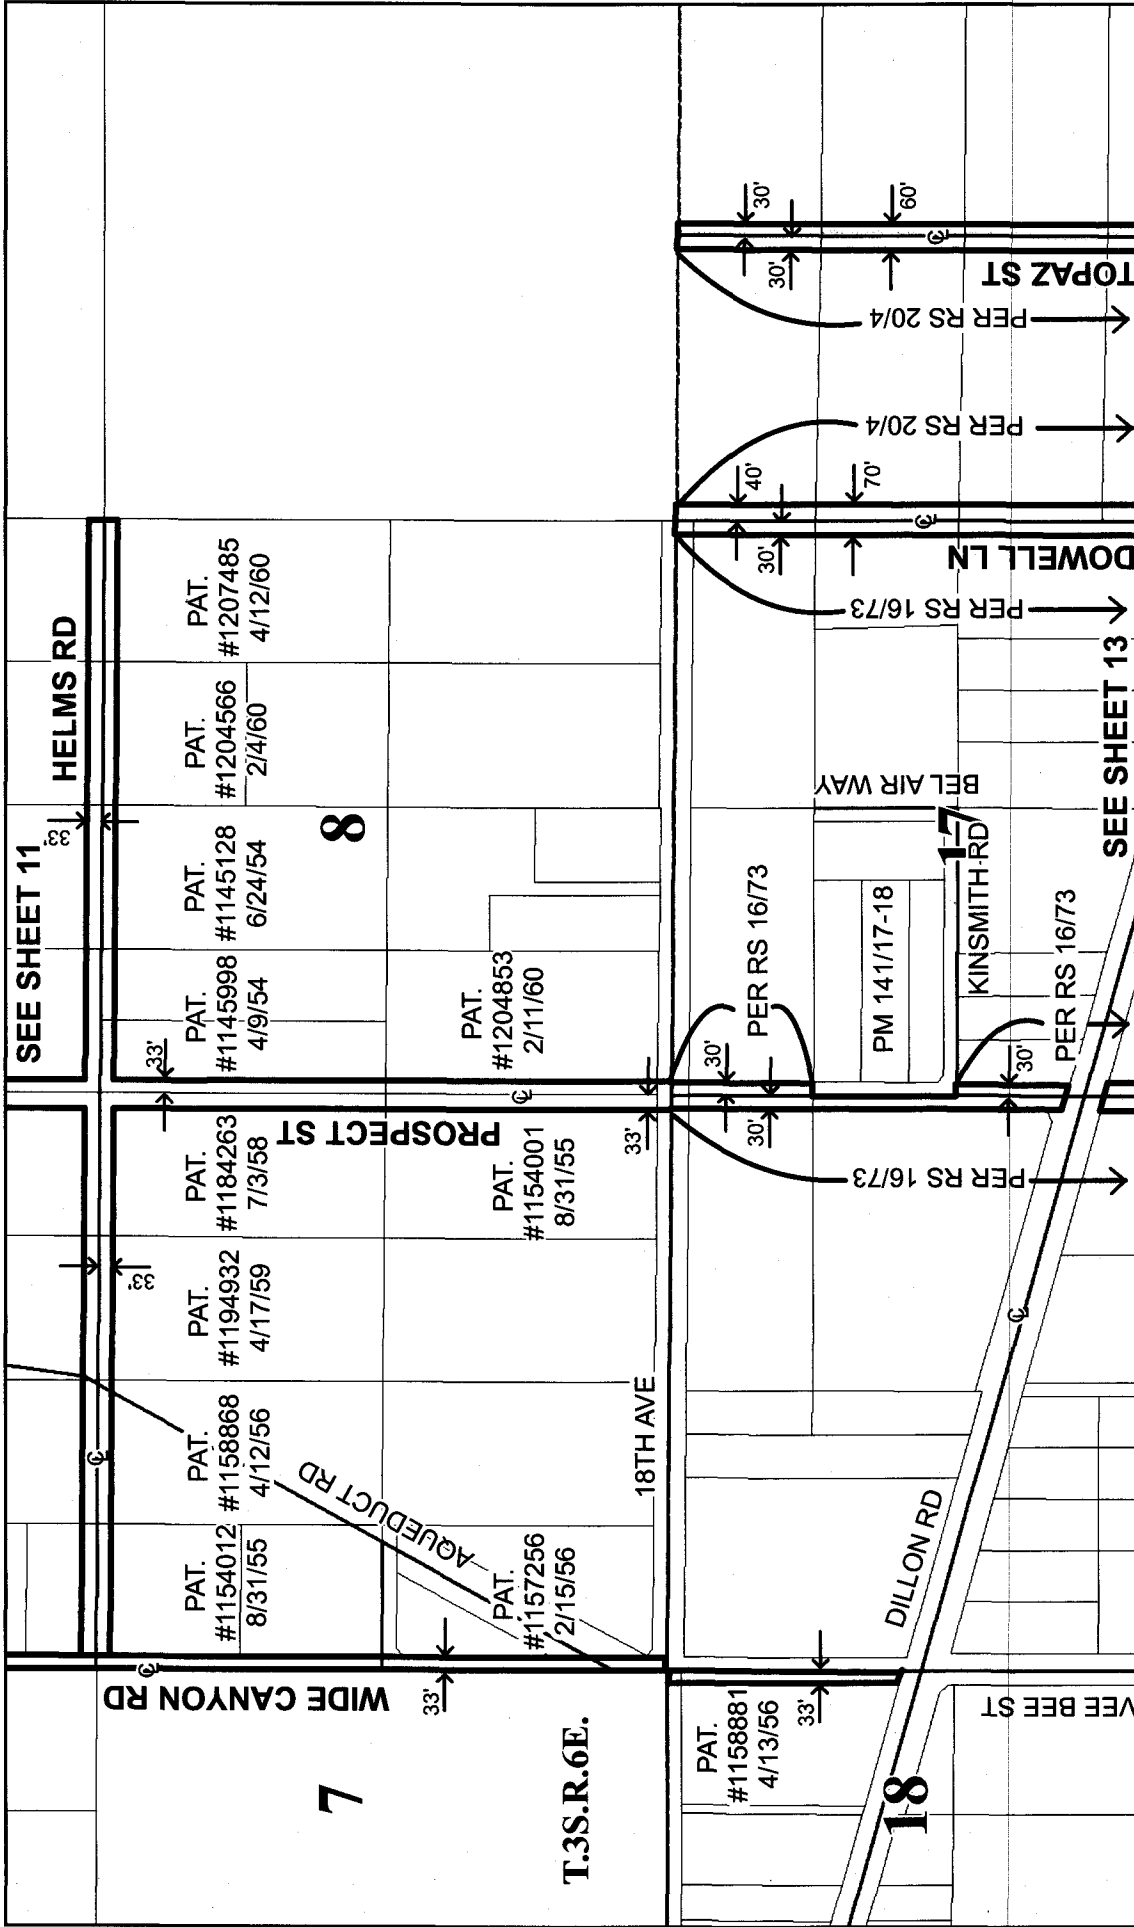 SEE SHEET 11
HELMS RD
33'
33'
33'
PAT.
#1154012
8/31/55
PAT.
#1158868
4/12/56
PAT.
#1194932
4/17/59
PAT.
#1184263
7/3/58
PAT.
#1145998
4/9/54
PAT.
#1145128
6/24/54
PAT.
#1204566
2/4/60
PAT.
#1207485
4/12/60
8
7
WIDE CANYON RD
33'
AQUEDUCT RD
PROSPECT ST
PAT.
#1157256
2/15/56
PAT.
#1154001
8/31/55
PAT.
#1204853
2/11/60
T.3S.R.6E.
18TH AVE
33'
PAT.
#1158881
4/13/56
33'
30'
30'
PER RS 16/73
PER RS 16/73
PM 141/17-18
BEL AIR WAY
17
KINSMITH RD
PER RS 16/73
30'
PER RS 16/73
40'
30'
70'
DOWELL LN
PER RS 20/4
PER RS 20/4
30'
30'
60'
TOPAZ ST
DILLON RD
18
VEE BEE ST
SEE SHEET 13